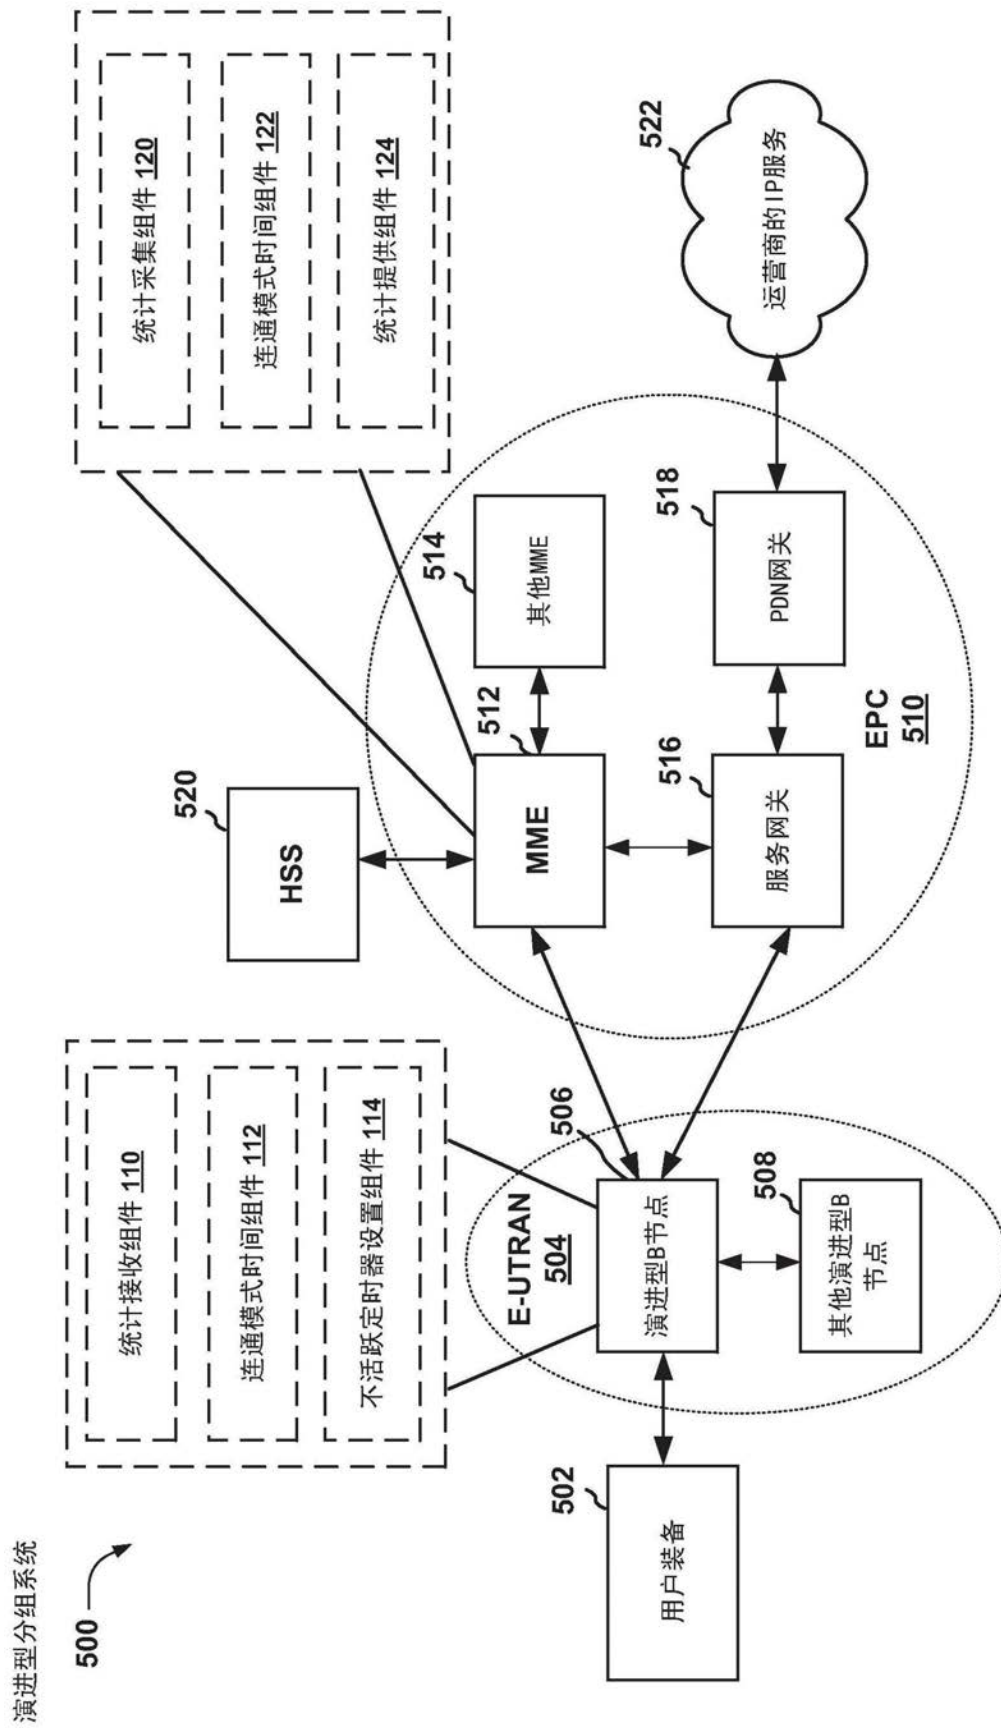 演进型分组系统
500
统计接收组件 110
连通模式时间组件 112
不活跃定时器设置组件 114
统计采集组件 120
连通模式时间组件 122
统计提供组件 124
520
HSS
E-UTRAN
504
506
演进型B节点
508
其他演进型B
节点
502
用户装备
512
MME
514
其他MME
516
服务网关
518
PDN网关
EPC
510
522
运营商的IP服务